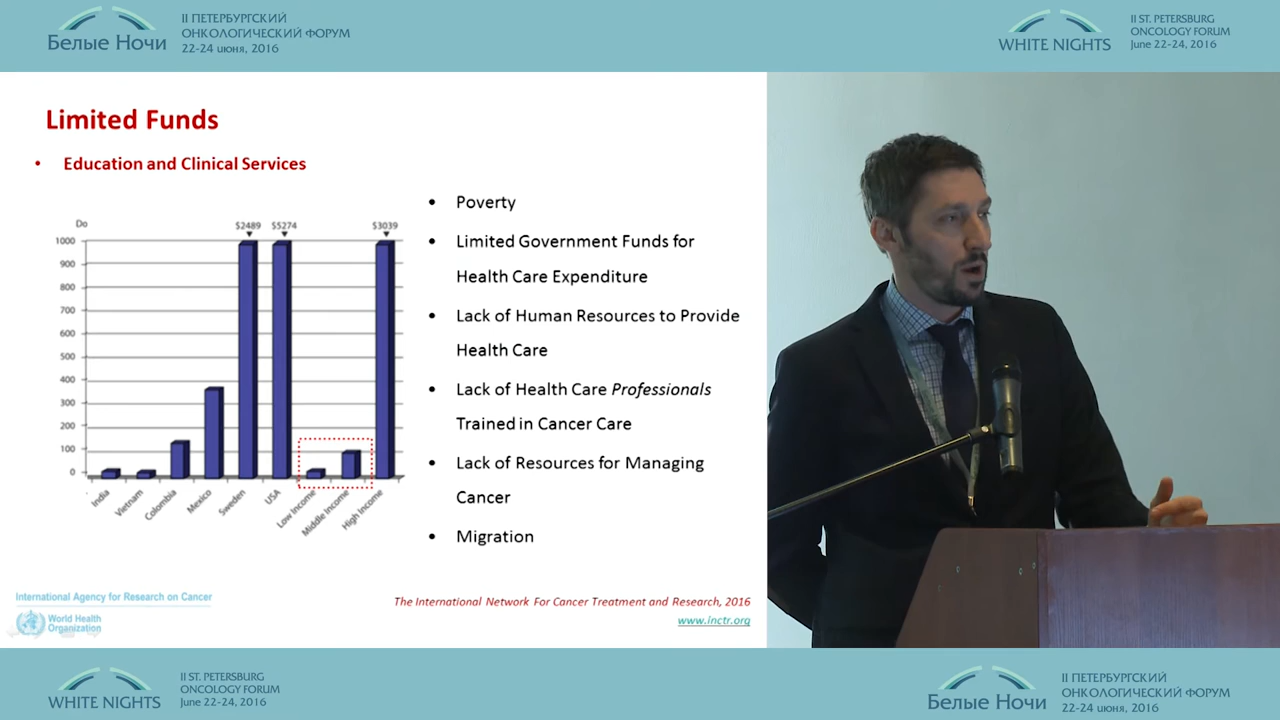 Белые Ночи
II ПЕТЕРБУРГСКИЙ
ОНКОЛОГИЧЕСКИЙ ФОРУМ
22-24 июня, 2016
WHITE NIGHTS
II ST. PETERSBURG
ONCOLOGY FORUM
June 22-24, 2016
Limited Funds
• Education and Clinical Services
Do
$2489
$5274
$3039
1000
900
800
700
600
500
400
300
200
100
0
India
Vietnam
Colombia
Mexico
Sweden
USA
Low Income
Middle Income
High Income
• Poverty
• Limited Government Funds for
Health Care Expenditure
• Lack of Human Resources to Provide
Health Care
• Lack of Health Care Professionals
Trained in Cancer Care
• Lack of Resources for Managing
Cancer
• Migration
International Agency for Research on Cancer
World Health
Organization
The International Network For Cancer Treatment and Research, 2016
www.inctr.org
WHITE NIGHTS
II ST. PETERSBURG
ONCOLOGY FORUM
June 22-24, 2016
Белые Ночи
II ПЕТЕРБУРГСКИЙ
ОНКОЛОГИЧЕСКИЙ ФОРУМ
22-24 июня, 2016